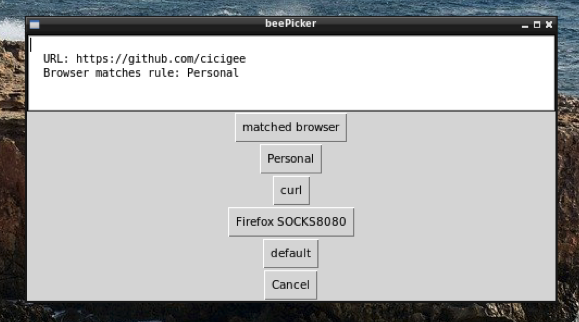 beePicker
URL: https://github.com/cicigee
Browser matches rule: Personal
matched browser
Personal
curl
Firefox SOCKS8080
default
Cancel